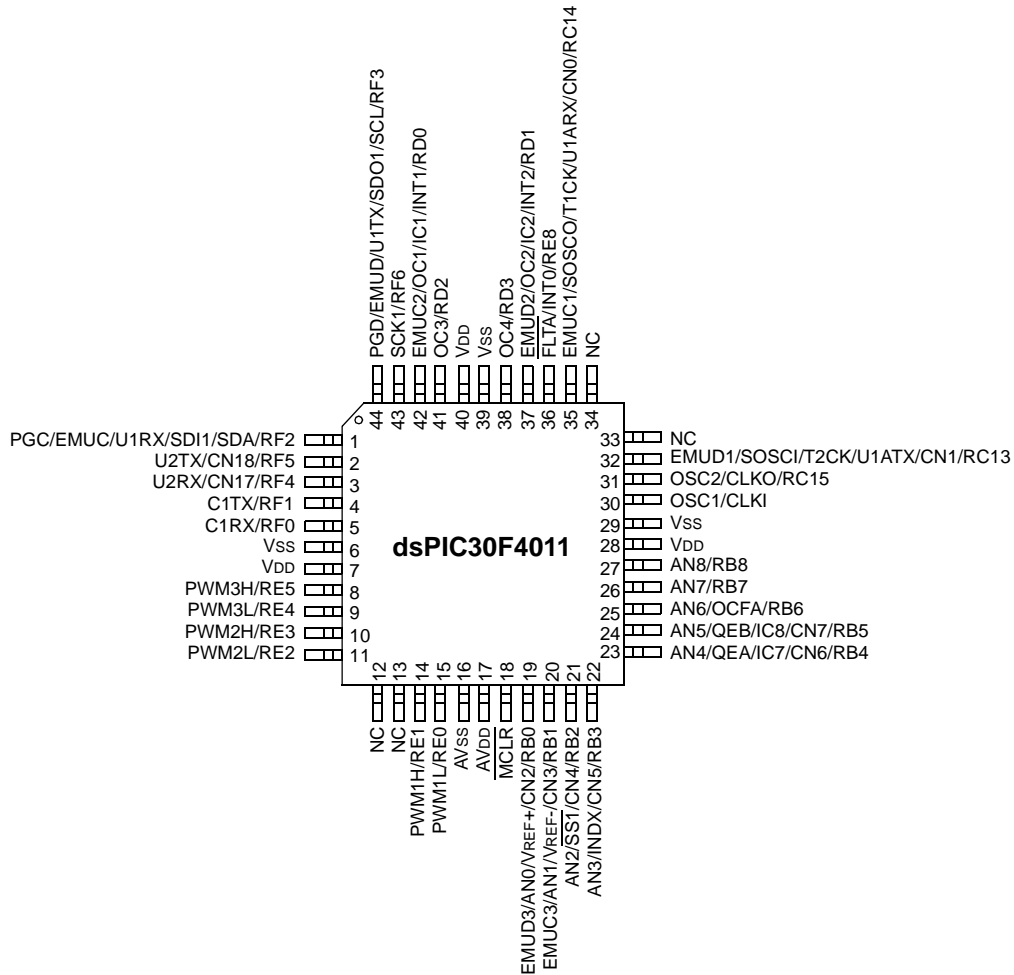 PGD/EMUD/U1TX/SDO1/SCL/RF3
SCK1/RF6
EMUC2/OC1/IC1/INT1/RD0
OC3/RD2
VDD
VSS
OC4/RD3
EMUD2/OC2/IC2/INT2/RD1
FLTA/INT0/RE8
EMUC1/SOSCO/T1CK/U1ARX/CN0/RC14
NC
44
43
42
41
40
39
38
37
36
35
34
PGC/EMUC/U1RX/SDI1/SDA/RF2 1
U2TX/CN18/RF5 2
U2RX/CN17/RF4 3
C1TX/RF1 4
C1RX/RF0 5
VSS 6
VDD 7
PWM3H/RE5 8
PWM3L/RE4 9
PWM2H/RE3 10
PWM2L/RE2 11
dsPIC30F4011
33 NC
32 EMUD1/SOSCI/T2CK/U1ATX/CN1/RC13
31 OSC2/CLKO/RC15
30 OSC1/CLKI
29 VSS
28 VDD
27 AN8/RB8
26 AN7/RB7
25 AN6/OCFA/RB6
24 AN5/QEB/IC8/CN7/RB5
23 AN4/QEA/IC7/CN6/RB4
12
13
14
15
16
17
18
19
20
21
22
NC
NC
PWM1H/RE1
PWM1L/RE0
AVSS
AVDD
MCLR
EMUD3/AN0/VREF+/CN2/RB0
EMUC3/AN1/VREF-/CN3/RB1
AN2/SS1/CN4/RB2
AN3/INDX/CN5/RB3